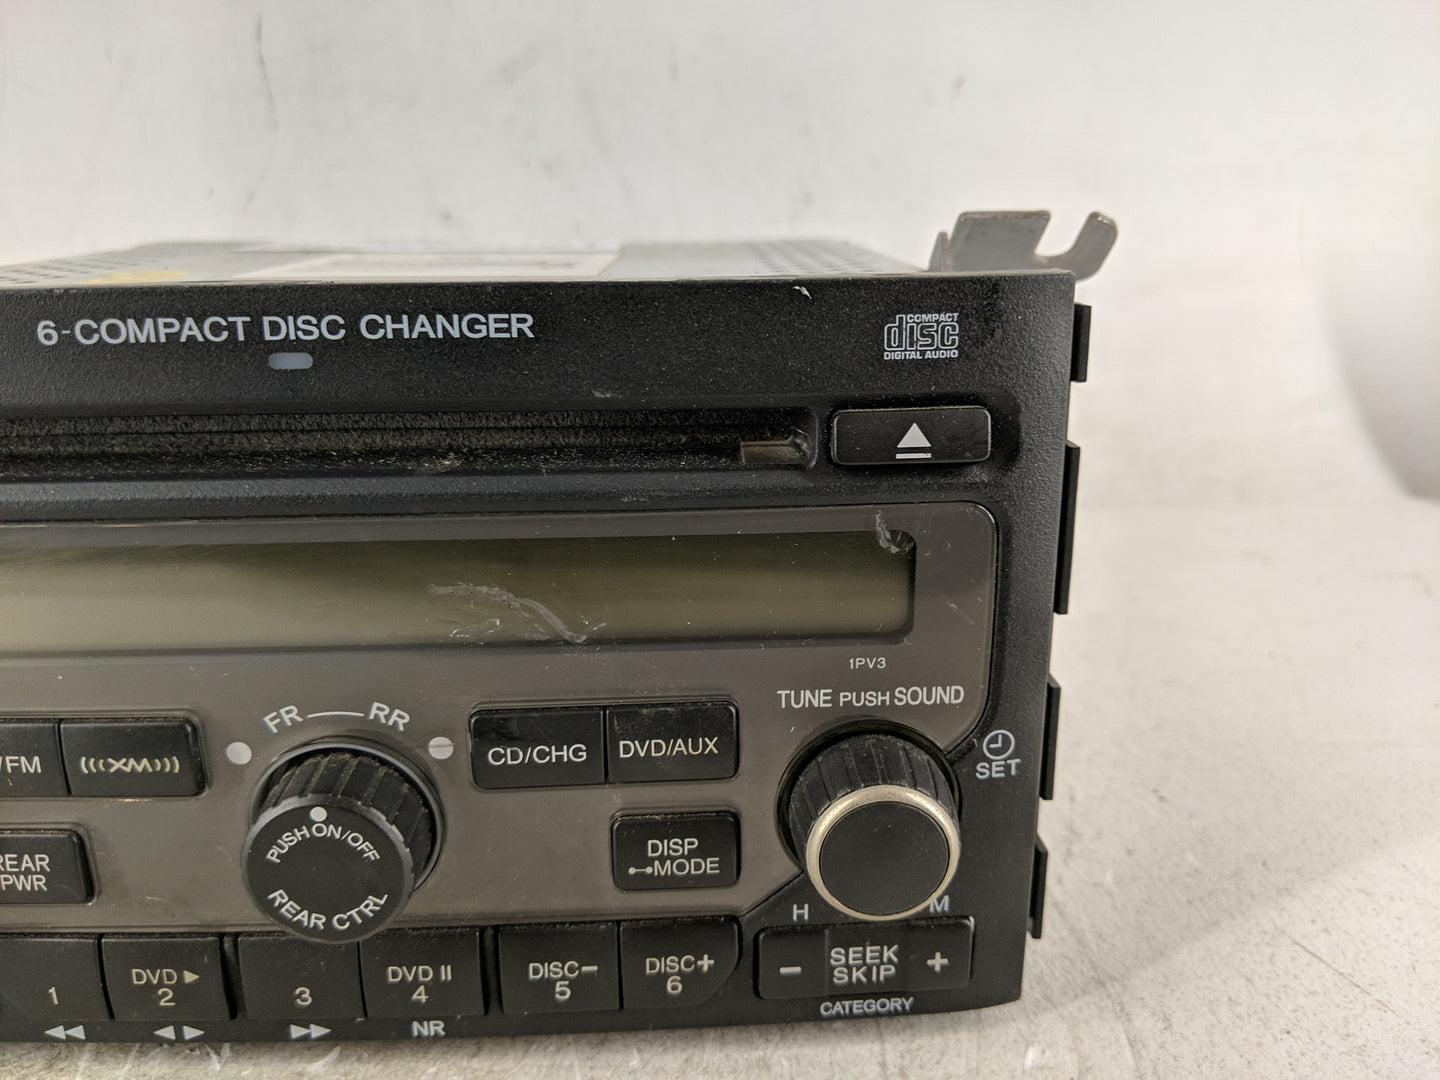 6-COMPACT DISC CHANGER
COMPACT
disc
DIGITAL AUDIO
1PV3
TUNE PUSH SOUND
FR RR
/FM
XM
CD/CHG
DVD/AUX
SET
PUSH ON/OFF
REAR CTRL
REAR
PWR
DISP
MODE
H M
1
DVD ▶
2
3
DVD II
4
DISC-
5
DISC+
6
- SEEK +
SKIP
CATEGORY
◀◀ ◀ ▶ ▶▶ NR